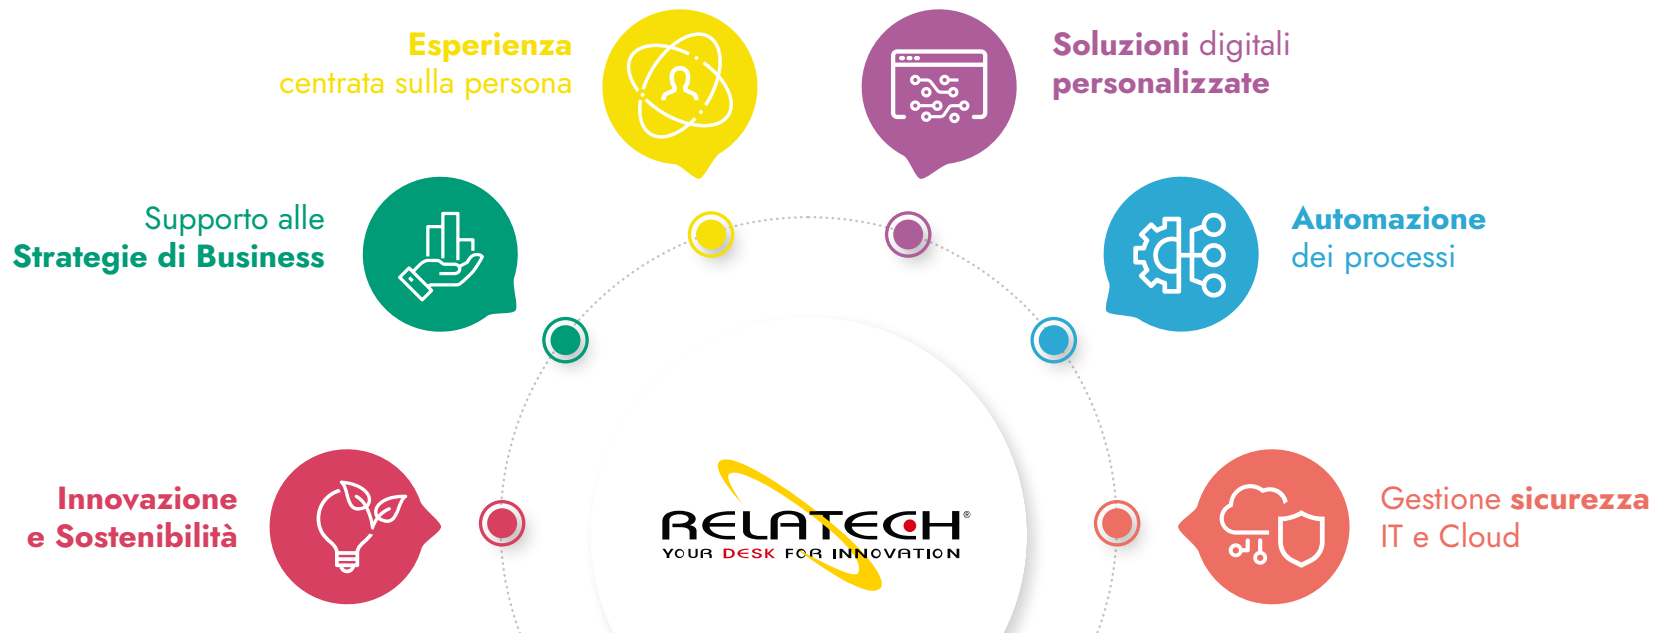 Esperienza
centrata sulla persona
Soluzioni digitali
personalizzate
Supporto alle
Strategie di Business
Automazione
dei processi
Innovazione
e Sostenibilità
RELATECH®
YOUR DESK FOR INNOVATION
Gestione sicurezza
IT e Cloud